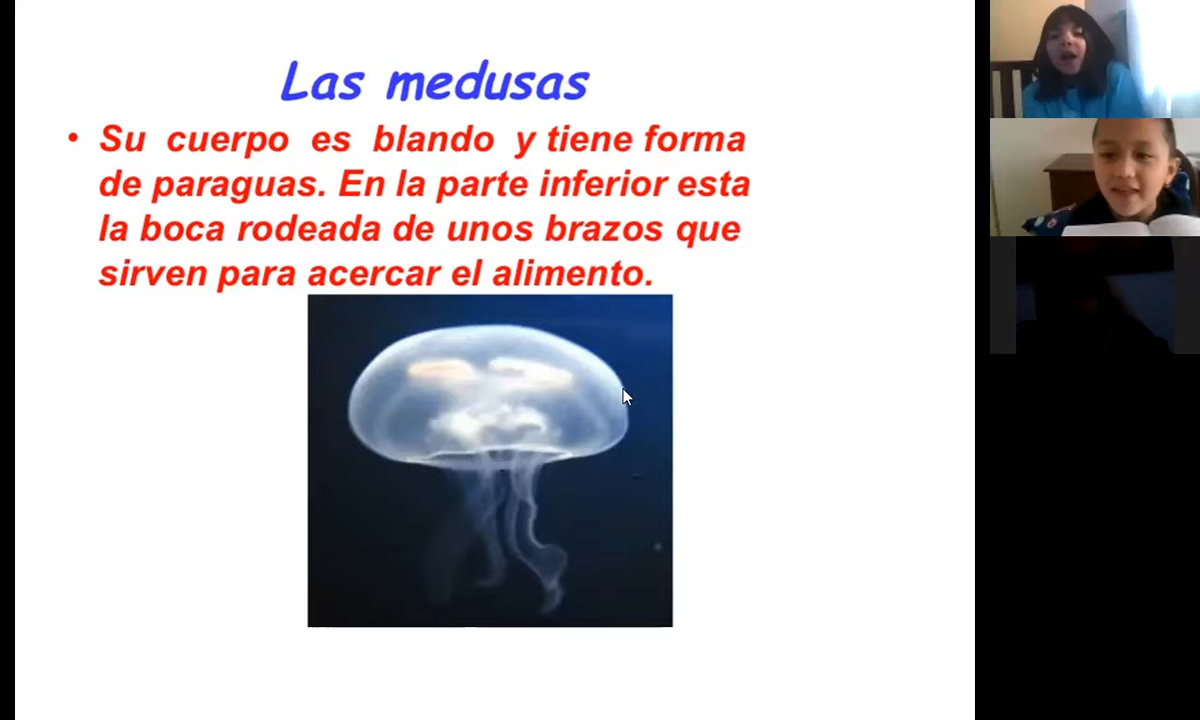 Las medusas
• Su cuerpo es blando y tiene forma
de paraguas. En la parte inferior esta
la boca rodeada de unos brazos que
sirven para acercar el alimento.